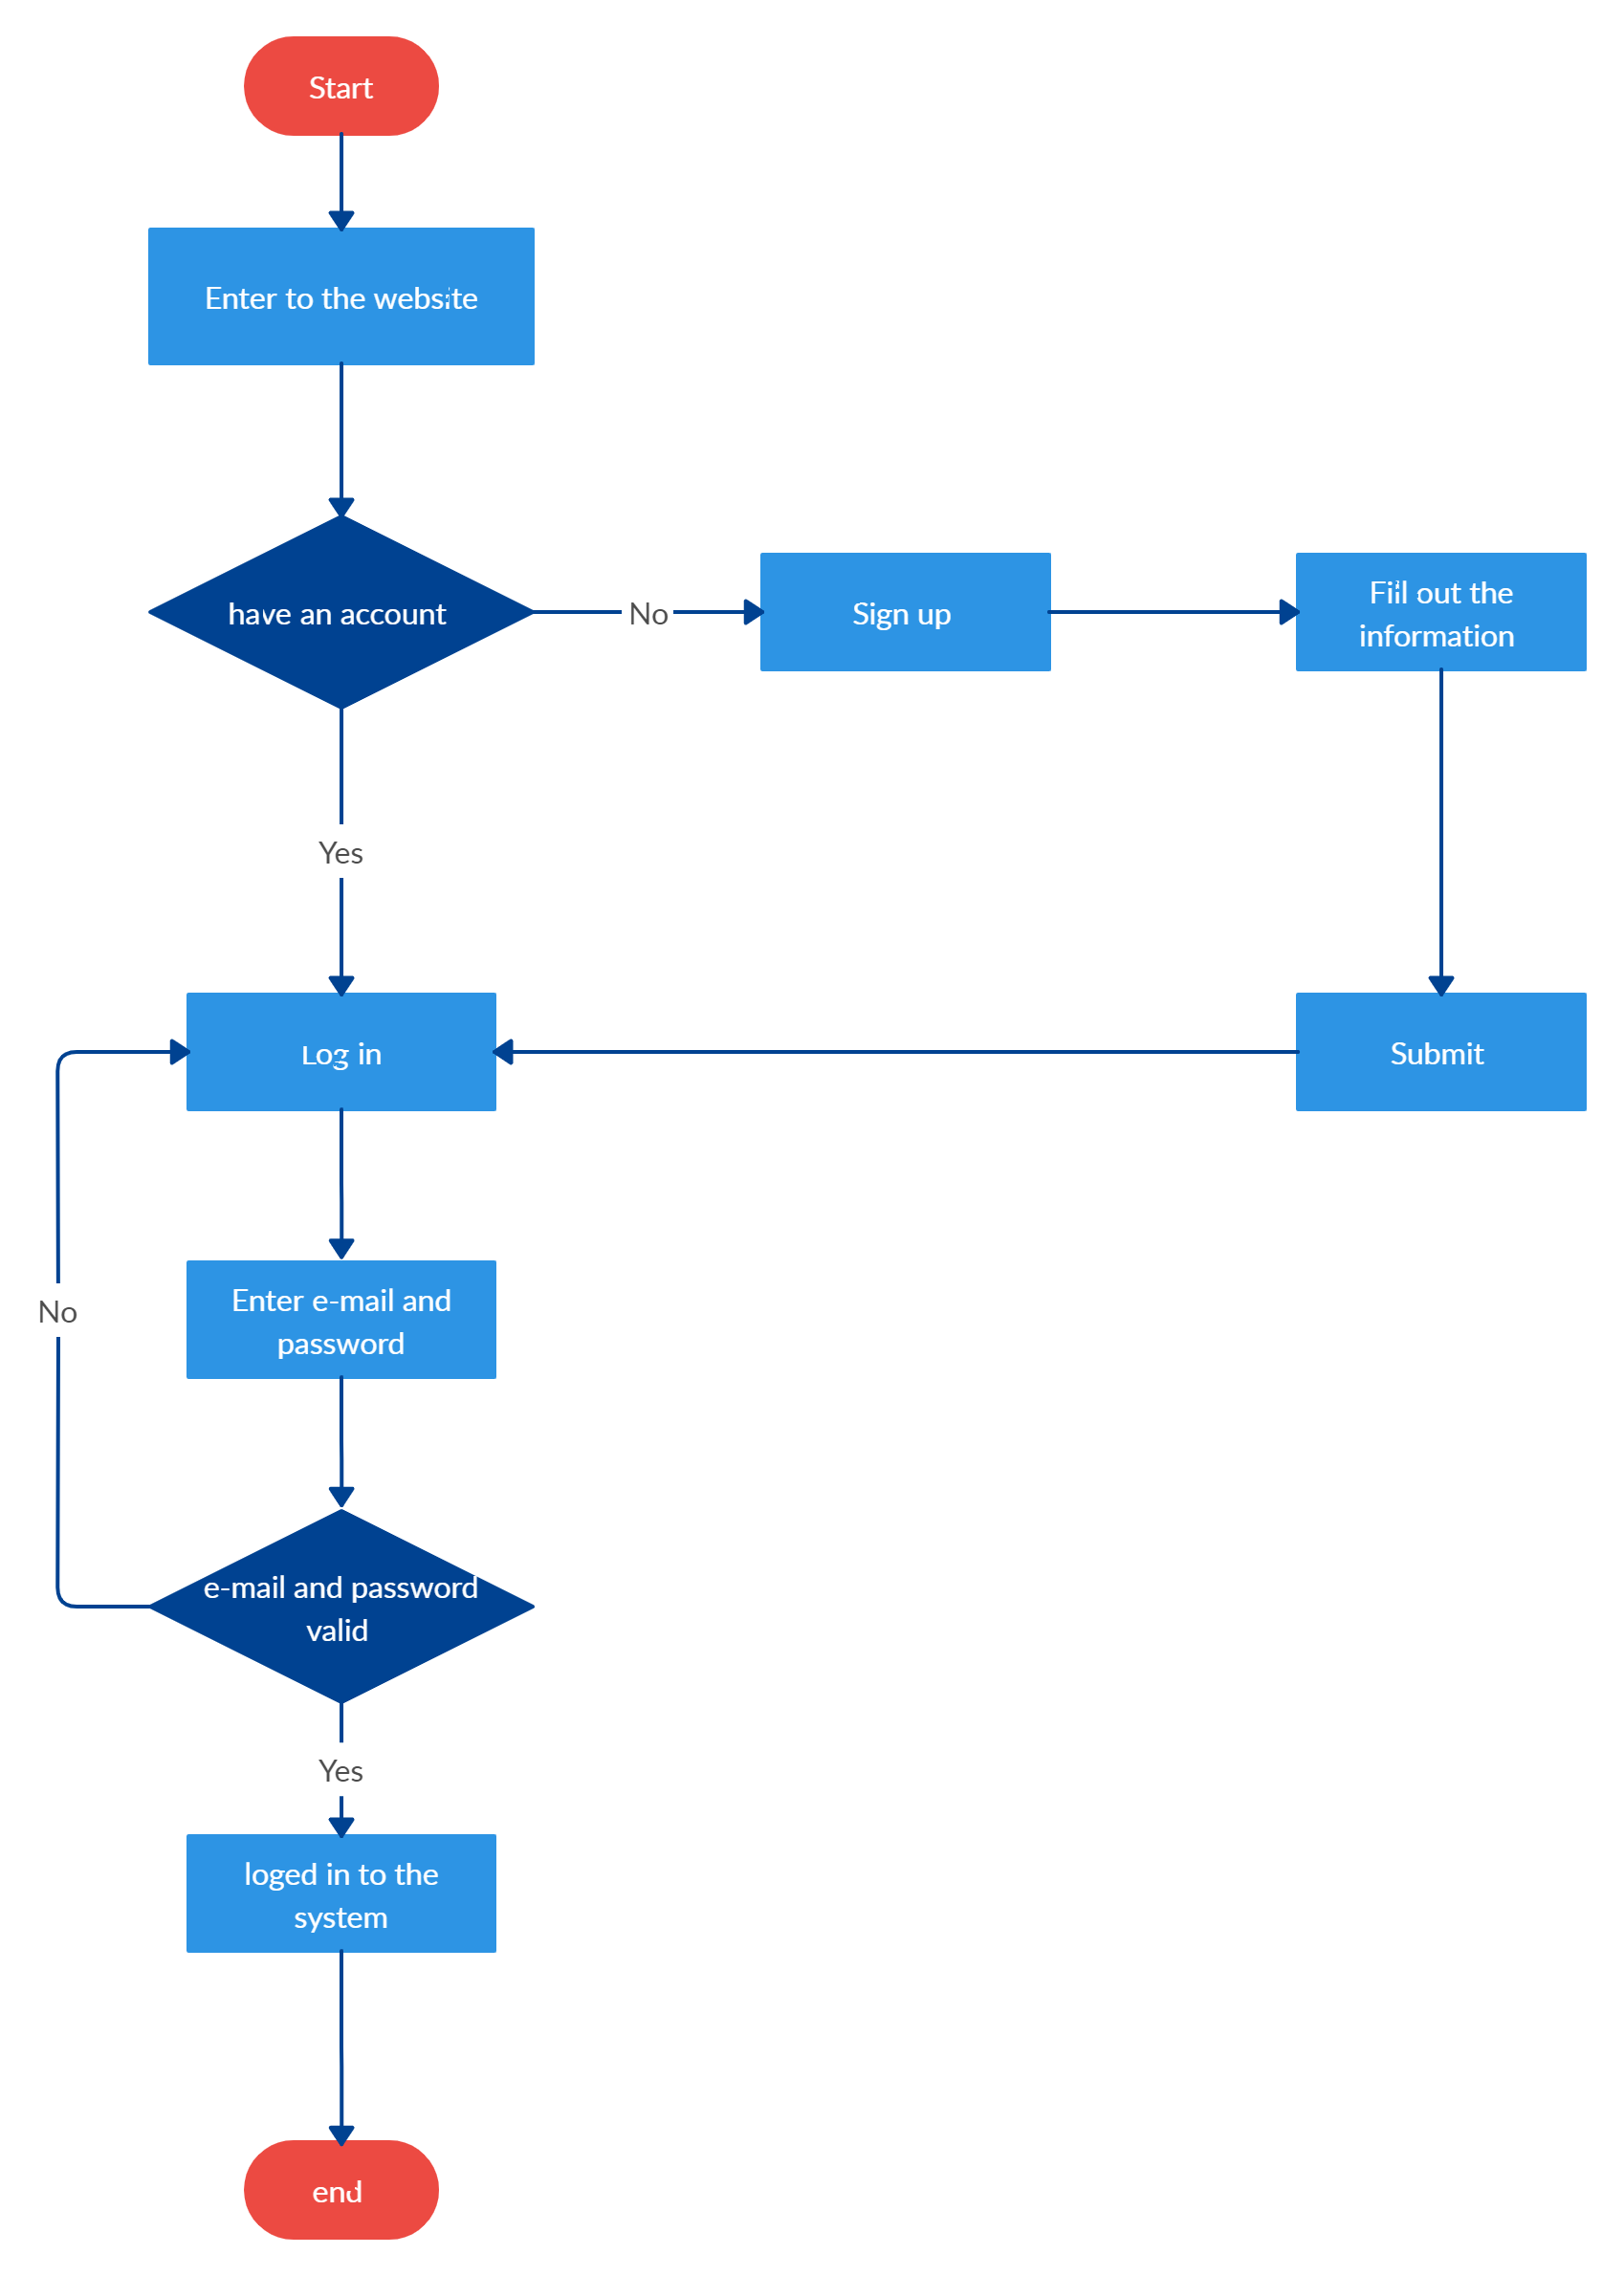 Start
Enter to the website
have an account
No
Sign up
Fill out the
information
Yes
Log in
Submit
Enter e-mail and
password
No
e-mail and password
valid
Yes
loged in to the
system
end